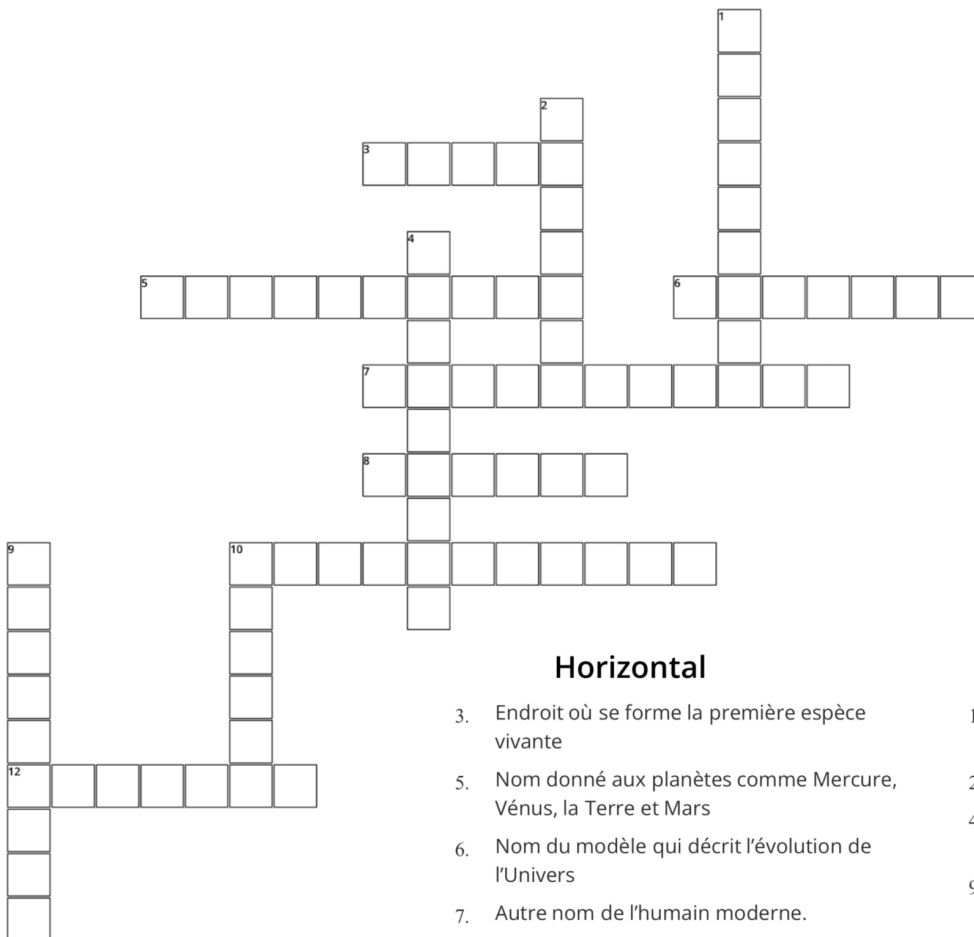 1
2
3
4
5
6
7
8
9
10
12
Horizontal
3. Endroit où se forme la première espèce
vivante
5. Nom donné aux planètes comme Mercure,
Vénus, la Terre et Mars
6. Nom du modèle qui décrit l’évolution de
l’Univers
7. Autre nom de l’humain moderne.